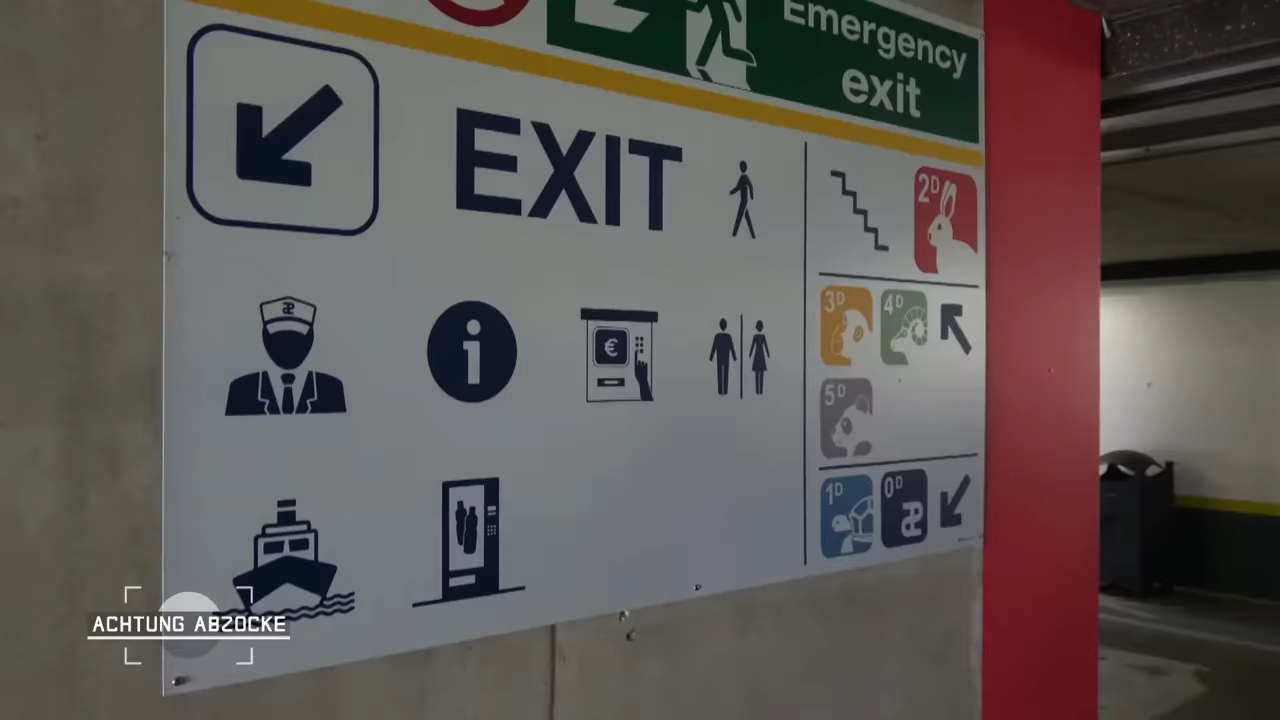 Emergency
exit
EXIT
2D
3D
4D
5D
1D
0D
i
€
ACHTUNG ABZOCKE